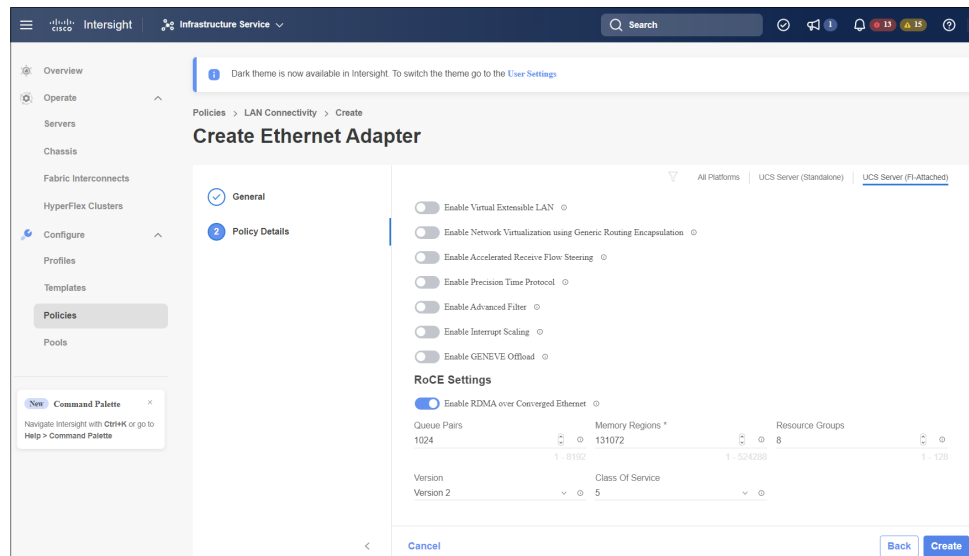 cisco Intersight Infrastructure Service Search 1 13 15
Dark theme is now available in Intersight. To switch the theme go to the User Settings
Overview
Operate
Servers
Chassis
Fabric Interconnects
HyperFlex Clusters
Configure
Profiles
Templates
Policies
Pools
New Command Palette ×
Navigate Intersight with Ctrl+K or go to
Help > Command Palette
Policies > LAN Connectivity > Create
Create Ethernet Adapter
General
2 Policy Details
All Platforms UCS Server (Standalone) UCS Server (FI-Attached)
Enable Virtual Extensible LAN
Enable Network Virtualization using Generic Routing Encapsulation
Enable Accelerated Receive Flow Steering
Enable Precision Time Protocol
Enable Advanced Filter
Enable Interrupt Scaling
Enable GENEVE Offload
RoCE Settings
Enable RDMA over Converged Ethernet
Queue Pairs Memory Regions * Resource Groups
1024 131072 8
1 - 8192 1 - 524288 1 - 128
Version Class Of Service
Version 2 5
< Cancel Back Create